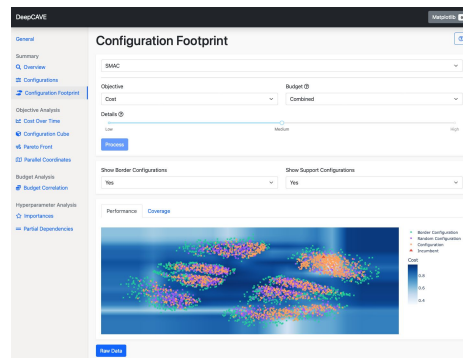 DeepCAVE
Matplotlib
General
Summary
Overview
Configurations
Configuration Footprint
Objective Analysis
Cost Over Time
Configuration Cube
Pareto Front
Parallel Coordinates
Budget Analysis
Budget Correlation
Hyperparameter Analysis
Importances
Partial Dependencies
Configuration Footprint
SMAC
Objective
Budget
Cost
Combined
Details
Low
Medium
High
Process
Show Border Configurations
Show Support Configurations
Yes
Yes
Performance
Coverage
Border Configuration
Random Configuration
Configuration
Incumbent
Cost
0.8
0.6
0.4
Raw Data